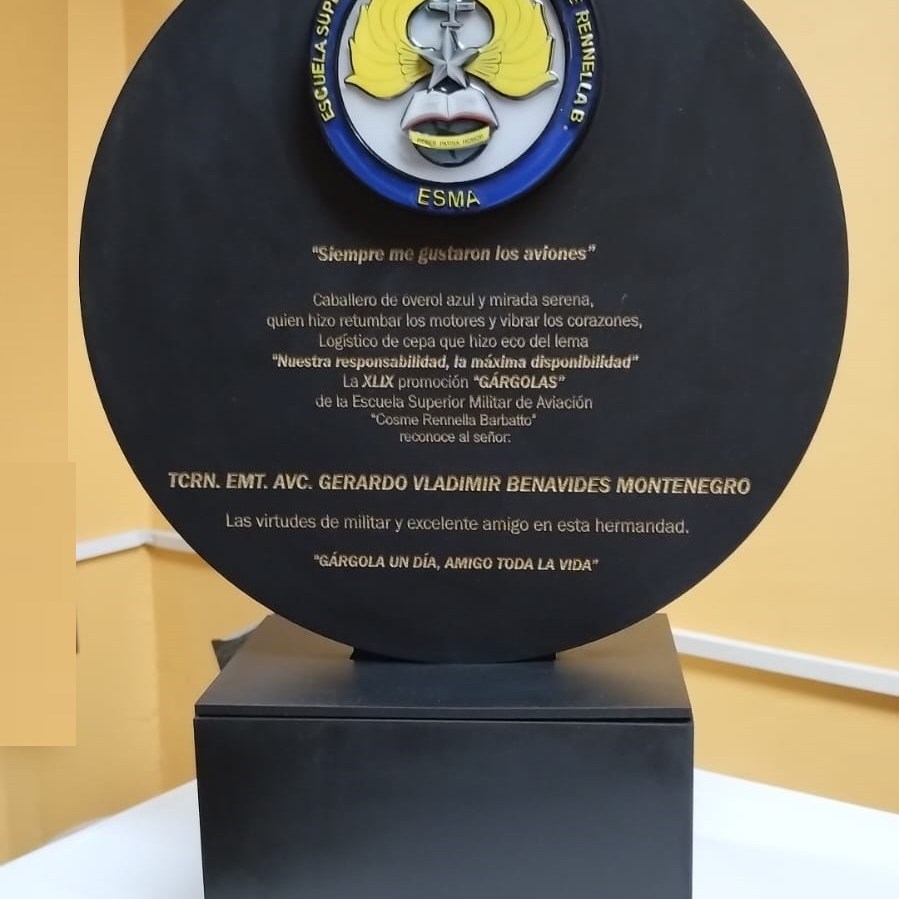 ESCUELA SUP
E RENNELLA B.
ESMA
"Siempre me gustaron los aviones"
Caballero de overol azul y mirada serena,
quien hizo retumbar los motores y vibrar los corazones,
Logístico de cepa que hizo eco del lema
"Nuestra responsabilidad, la máxima disponibilidad"
La XLIX promoción "GÁRGOLAS"
de la Escuela Superior Militar de Aviación
"Cosme Rennella Barbatto"
reconoce al señor:
TCRN. EMT. AVC. GERARDO VLADIMIR BENAVIDES MONTENEGRO
Las virtudes de militar y excelente amigo en esta hermandad.
"GÁRGOLA UN DÍA, AMIGO TODA LA VIDA"